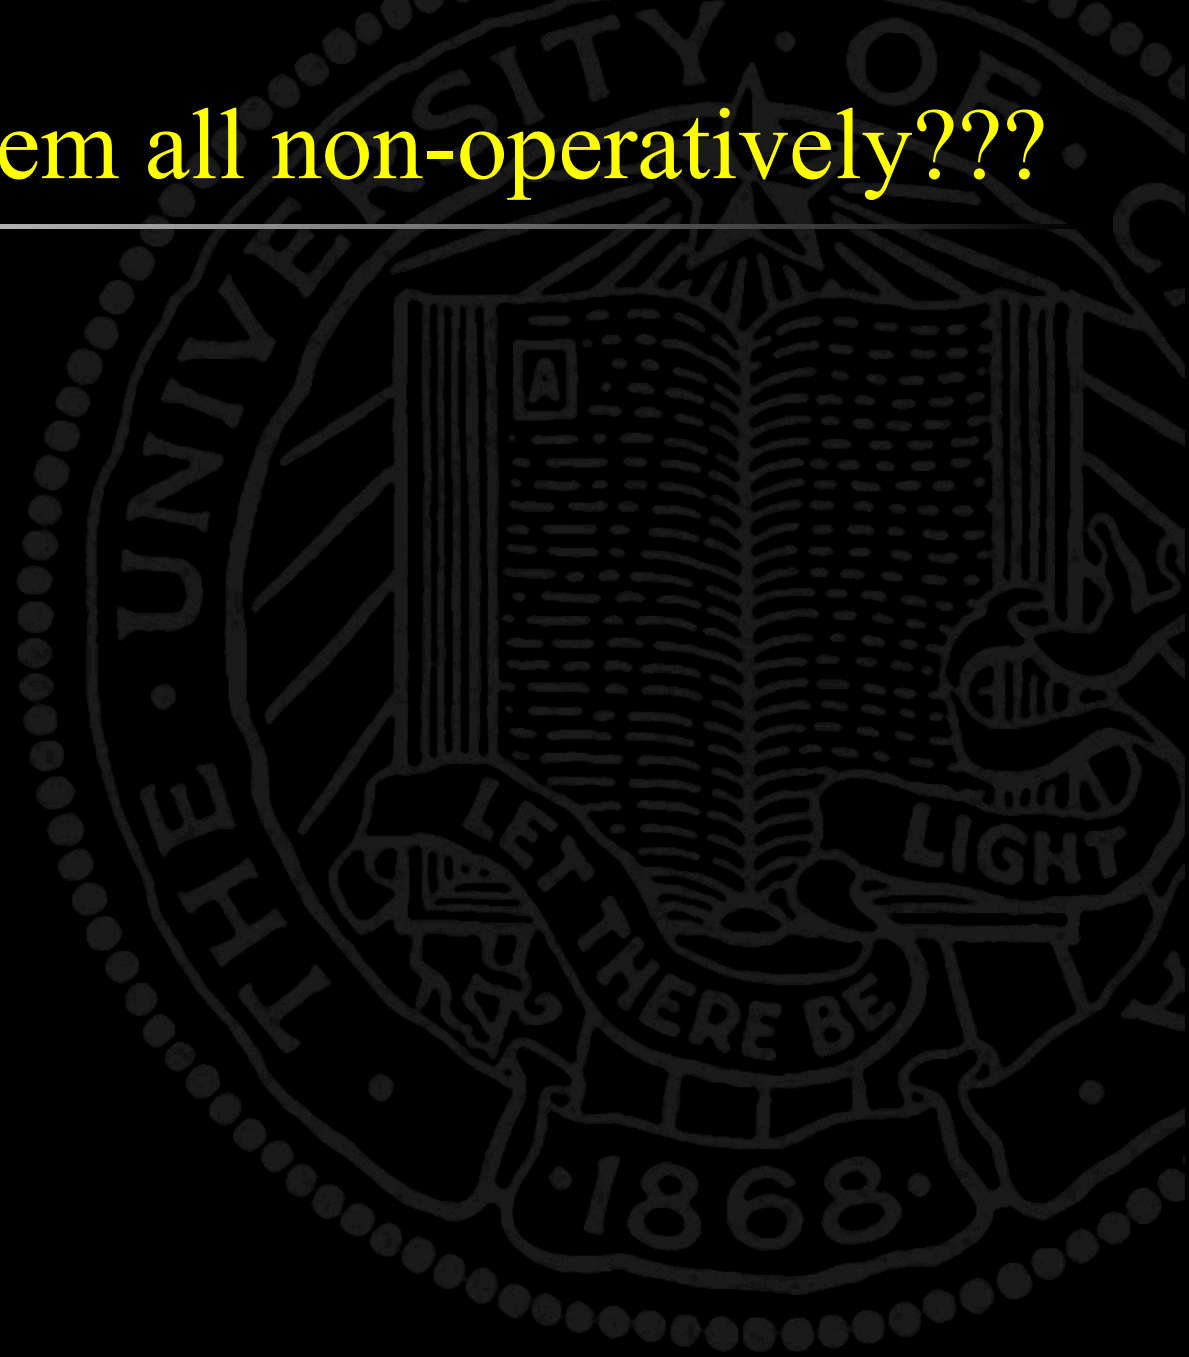 em all non-operatively???
THE · UNIVERSITY · OF · C
A
LET THERE BE
LIGHT
·1868·